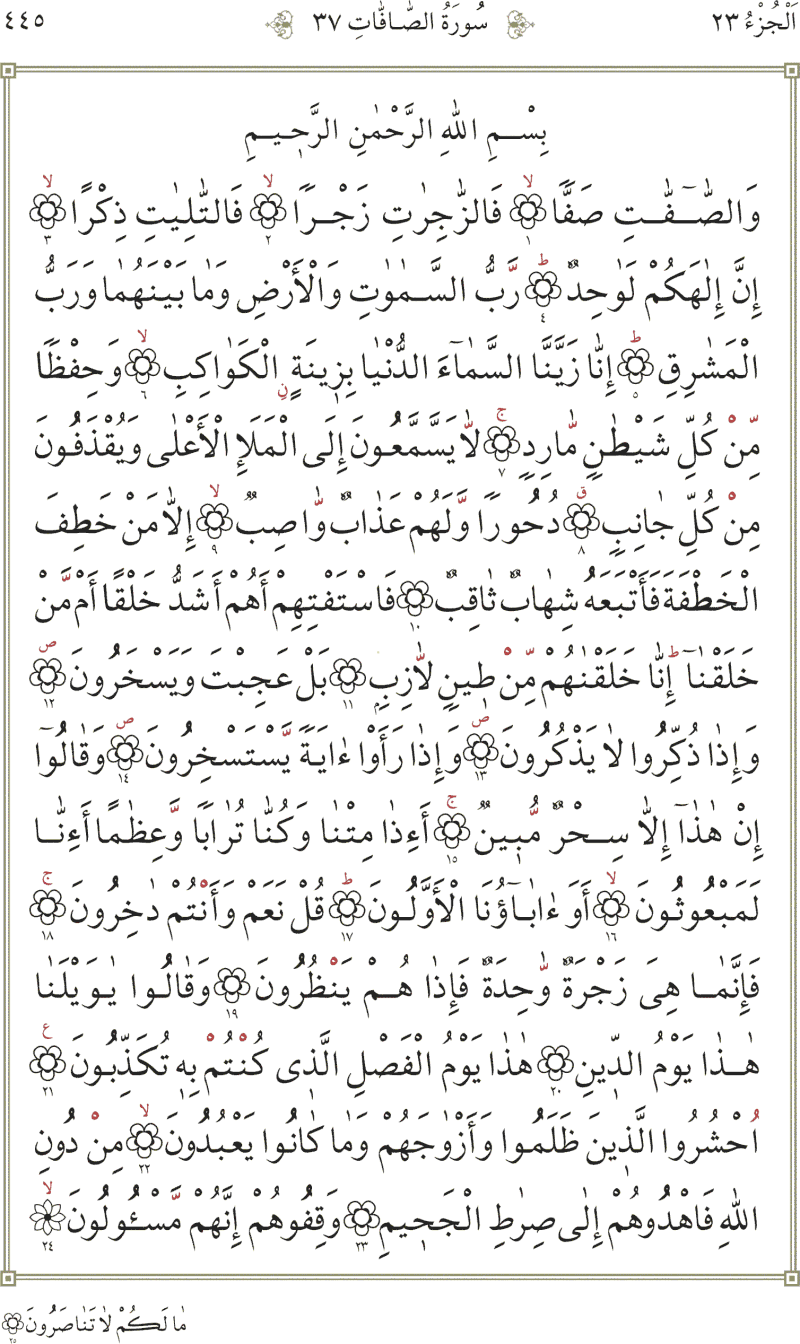 اَلْجُزْءُ ٢٣ سُورَةُ الصَّافَّاتِ ٣٧ ٤٤٥
بِسْمِ اللهِ الرَّحْمٰنِ الرَّحِيمِ
وَالصّٰٓفّٰتِ صَفًّا ۙ ١ فَالزّٰجِرٰتِ زَجْرًا ۙ ٢ فَالتّٰلِيٰتِ ذِكْرًا ۙ ٣
إِنَّ إِلٰهَكُمْ لَوٰحِدٌ ؕ ٤ رَّبُّ السَّمٰوٰتِ وَالْأَرْضِ وَمٰا بَيْنَهُمٰا وَرَبُّ
الْمَشٰرِقِ ؕ ٥ إِنّٰا زَيَّنَّا السَّمٰٓاءَ الدُّنْيٰا بِزِينَةٍ نِ الْكَوٰاكِبِ ۙ ٦ وَحِفْظًا
مِّنْ كُلِّ شَيْطٰنٍ مّٰارِدٍ ۚ ٧ لّٰا يَسَّمَّعُونَ إِلَى الْمَلَإِ الْأَعْلٰى وَيُقْذَفُونَ
مِنْ كُلِّ جٰانِبٍ ۗ ٨ دُحُورًا وَّلَهُمْ عَذٰابٌ وّٰاصِبٌ ۙ ٩ إِلّٰا مَنْ خَطِفَ
الْخَطْفَةَ فَأَتْبَعَهُ شِهٰابٌ ثٰاقِبٌ ١٠ فَاسْتَفْتِهِمْ أَهُمْ أَشَدُّ خَلْقًا أَمْ مَّنْ
خَلَقْنٰٓا ؕ إِنّٰا خَلَقْنٰهُمْ مِّنْ طِينٍ لّٰازِبٍ ١١ بَلْ عَجِبْتَ وَيَسْخَرُونَ ۖ ١٢
وَإِذٰا ذُكِّرُوا لٰا يَذْكُرُونَ ۖ ١٣ وَإِذٰا رَأَوْا ءٰايَةً يَّسْتَسْخِرُونَ ۖ ١٤ وَقٰالُوٓا
إِنْ هٰذٰٓا إِلّٰا سِحْرٌ مُّبِينٌ ۚ ١٥ أَءِذٰا مِتْنٰا وَكُنّٰا تُرٰابًا وَّعِظٰمًا أَءِنّٰا
لَمَبْعُوثُونَ ۙ ١٦ أَوَ ءٰابٰٓاؤُنَا الْأَوَّلُونَ ؕ ١٧ قُلْ نَعَمْ وَأَنْتُمْ دٰخِرُونَ ۚ ١٨
فَإِنَّمٰا هِىَ زَجْرَةٌ وّٰحِدَةٌ فَإِذٰا هُمْ يَنْظُرُونَ ١٩ وَقٰالُوا يٰوَيْلَنٰا
هٰذٰا يَوْمُ الدِّينِ ٢٠ هٰذٰا يَوْمُ الْفَصْلِ الَّذِى كُنْتُمْ بِهِ تُكَذِّبُونَ ع ٢١
اُحْشُرُوا الَّذِينَ ظَلَمُوا وَأَزْوٰجَهُمْ وَمٰا كٰانُوا يَعْبُدُونَ ۙ ٢٢ مِنْ دُونِ
اللهِ فَاهْدُوهُمْ إِلٰى صِرٰطِ الْجَحِيمِ ٢٣ وَقِفُوهُمْ إِنَّهُمْ مَّسْـُٔولُونَ ۙ ٢٤
مٰا لَكُمْ لٰا تَنٰاصَرُونَ ٢٥